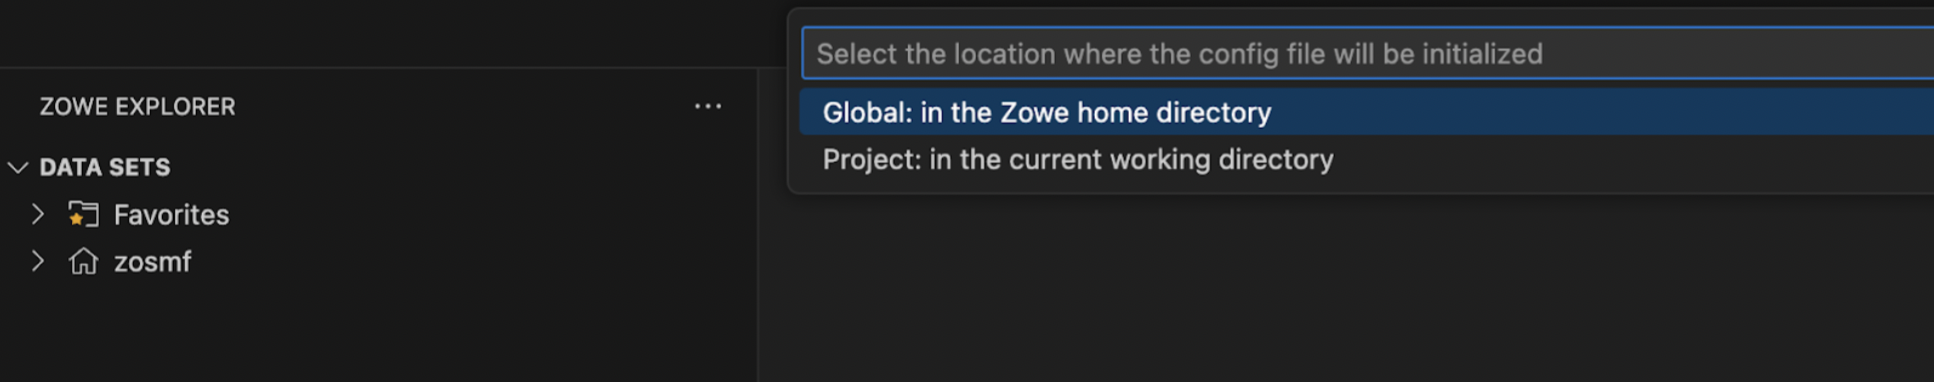 Select the location where the config file will be initialized
Global: in the Zowe home directory
Project: in the current working directory
ZOWE EXPLORER
DATA SETS
Favorites
zosmf